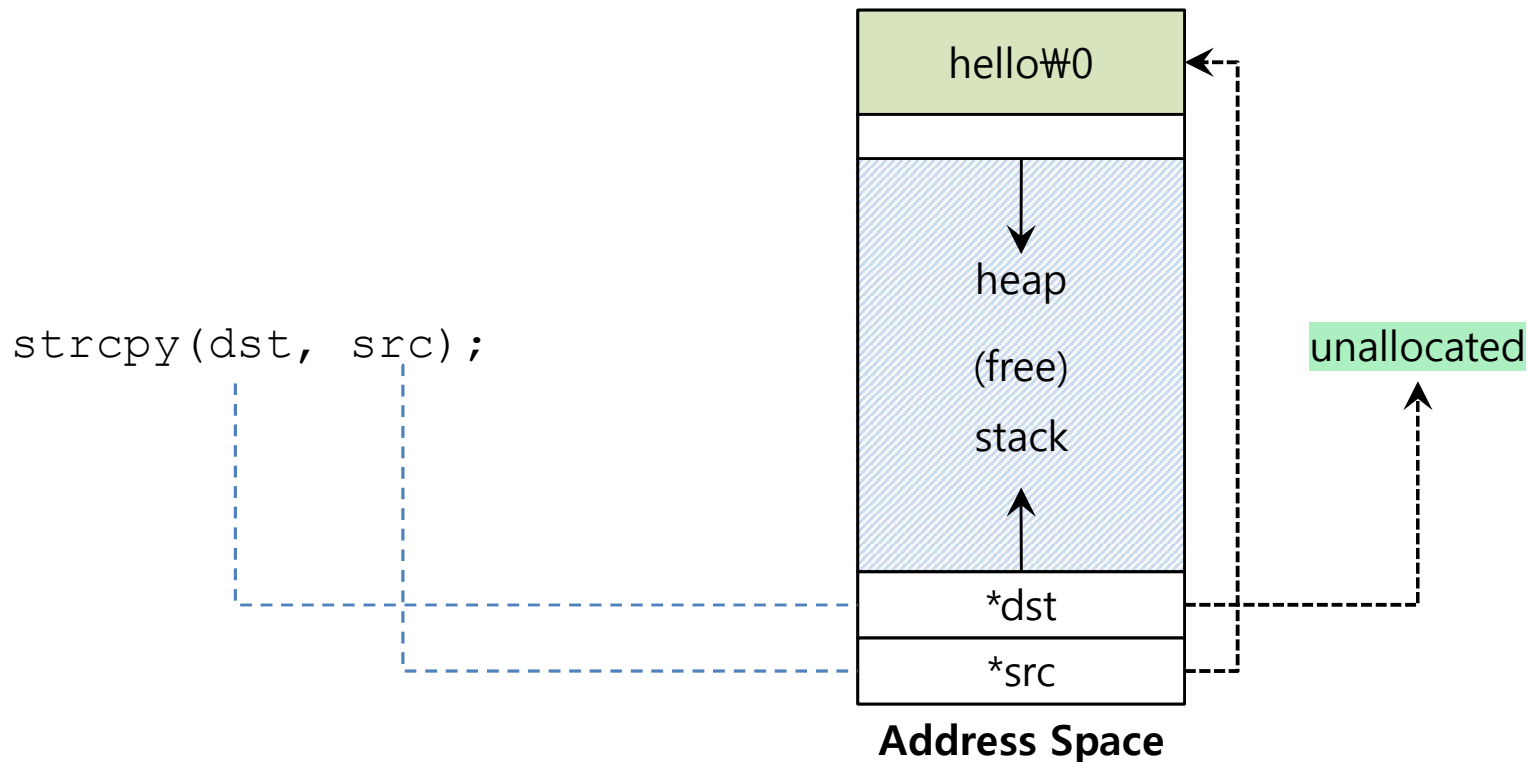 hello₩0
heap
strcpy(dst, src);
unallocated
(free)
stack
*dst
*src
Address Space